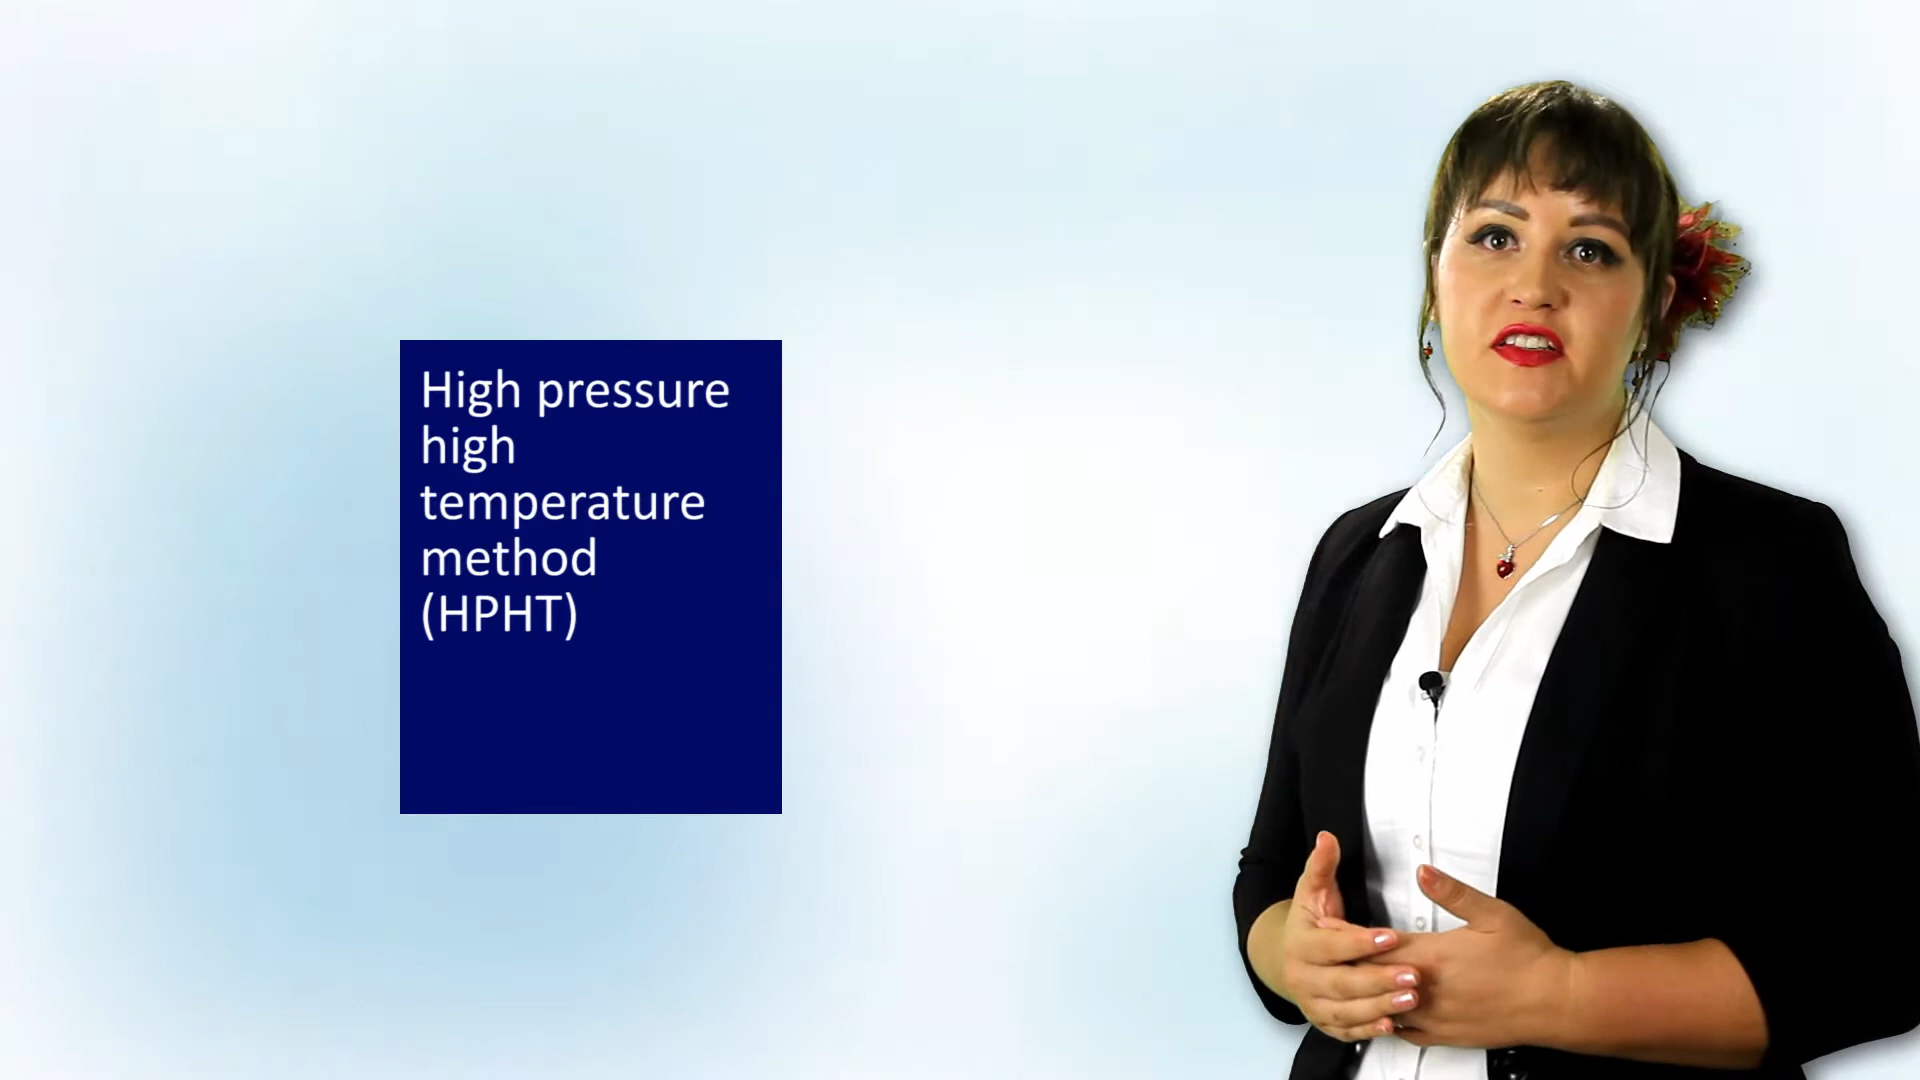 High pressure
high
temperature
method
(HPHT)